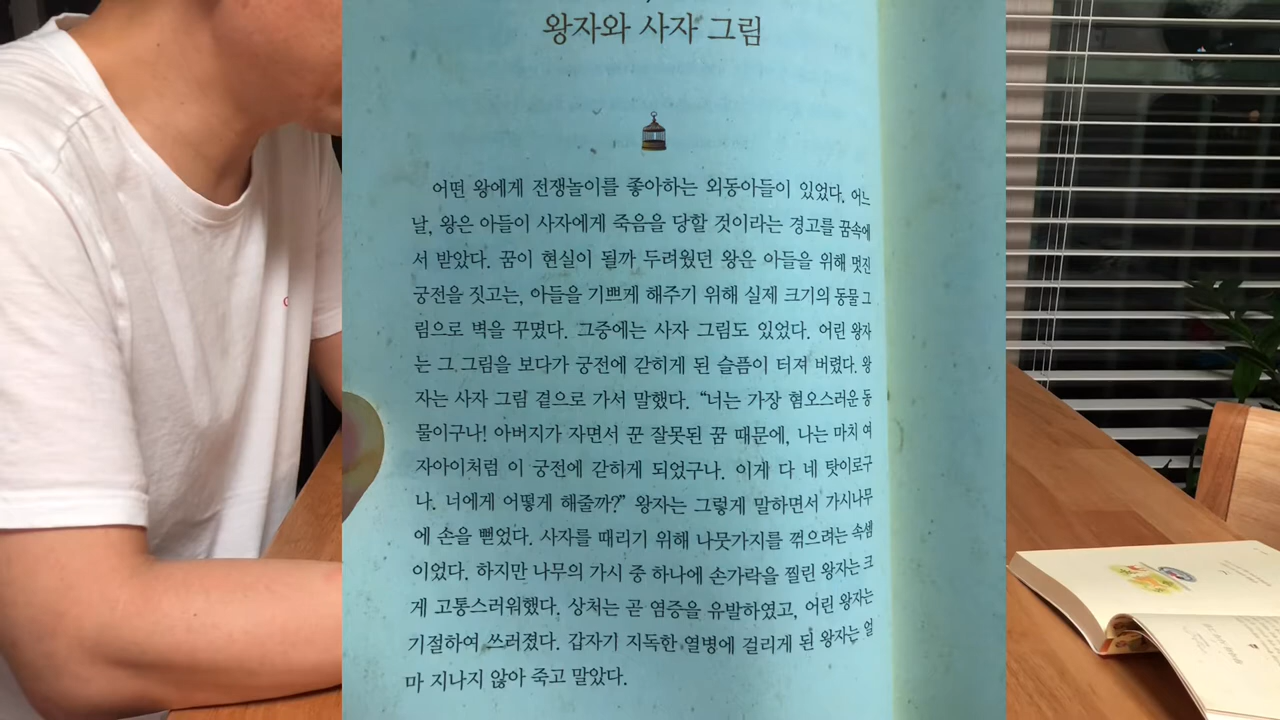 왕자와 사자 그림
어떤 왕에게 전쟁놀이를 좋아하는 외동아들이 있었다. 어느
날, 왕은 아들이 사자에게 죽음을 당할 것이라는 경고를 꿈속에
서 받았다. 꿈이 현실이 될까 두려웠던 왕은 아들을 위해 멋진
궁전을 짓고는, 아들을 기쁘게 해주기 위해 실제 크기의 동물 그
림으로 벽을 꾸몄다. 그중에는 사자 그림도 있었다. 어린 왕자
는 그 그림을 보다가 궁전에 갇히게 된 슬픔이 터져 버렸다. 왕
자는 사자 그림 곁으로 가서 말했다. “너는 가장 혐오스러운 동
물이구나! 아버지가 자면서 꾼 잘못된 꿈 때문에, 나는 마치 여
자아이처럼 이 궁전에 갇히게 되었구나. 이게 다 네 탓이로구
나. 너에게 어떻게 해줄까?” 왕자는 그렇게 말하면서 가시나무
에 손을 뻗었다. 사자를 때리기 위해 나뭇가지를 꺾으려는 속셈
이었다. 하지만 나무의 가시 중 하나에 손가락을 찔린 왕자는 크
게 고통스러워했다. 상처는 곧 염증을 유발하였고, 어린 왕자는
기절하여 쓰러졌다. 갑자기 지독한 열병에 걸리게 된 왕자는 얼
마 지나지 않아 죽고 말았다.